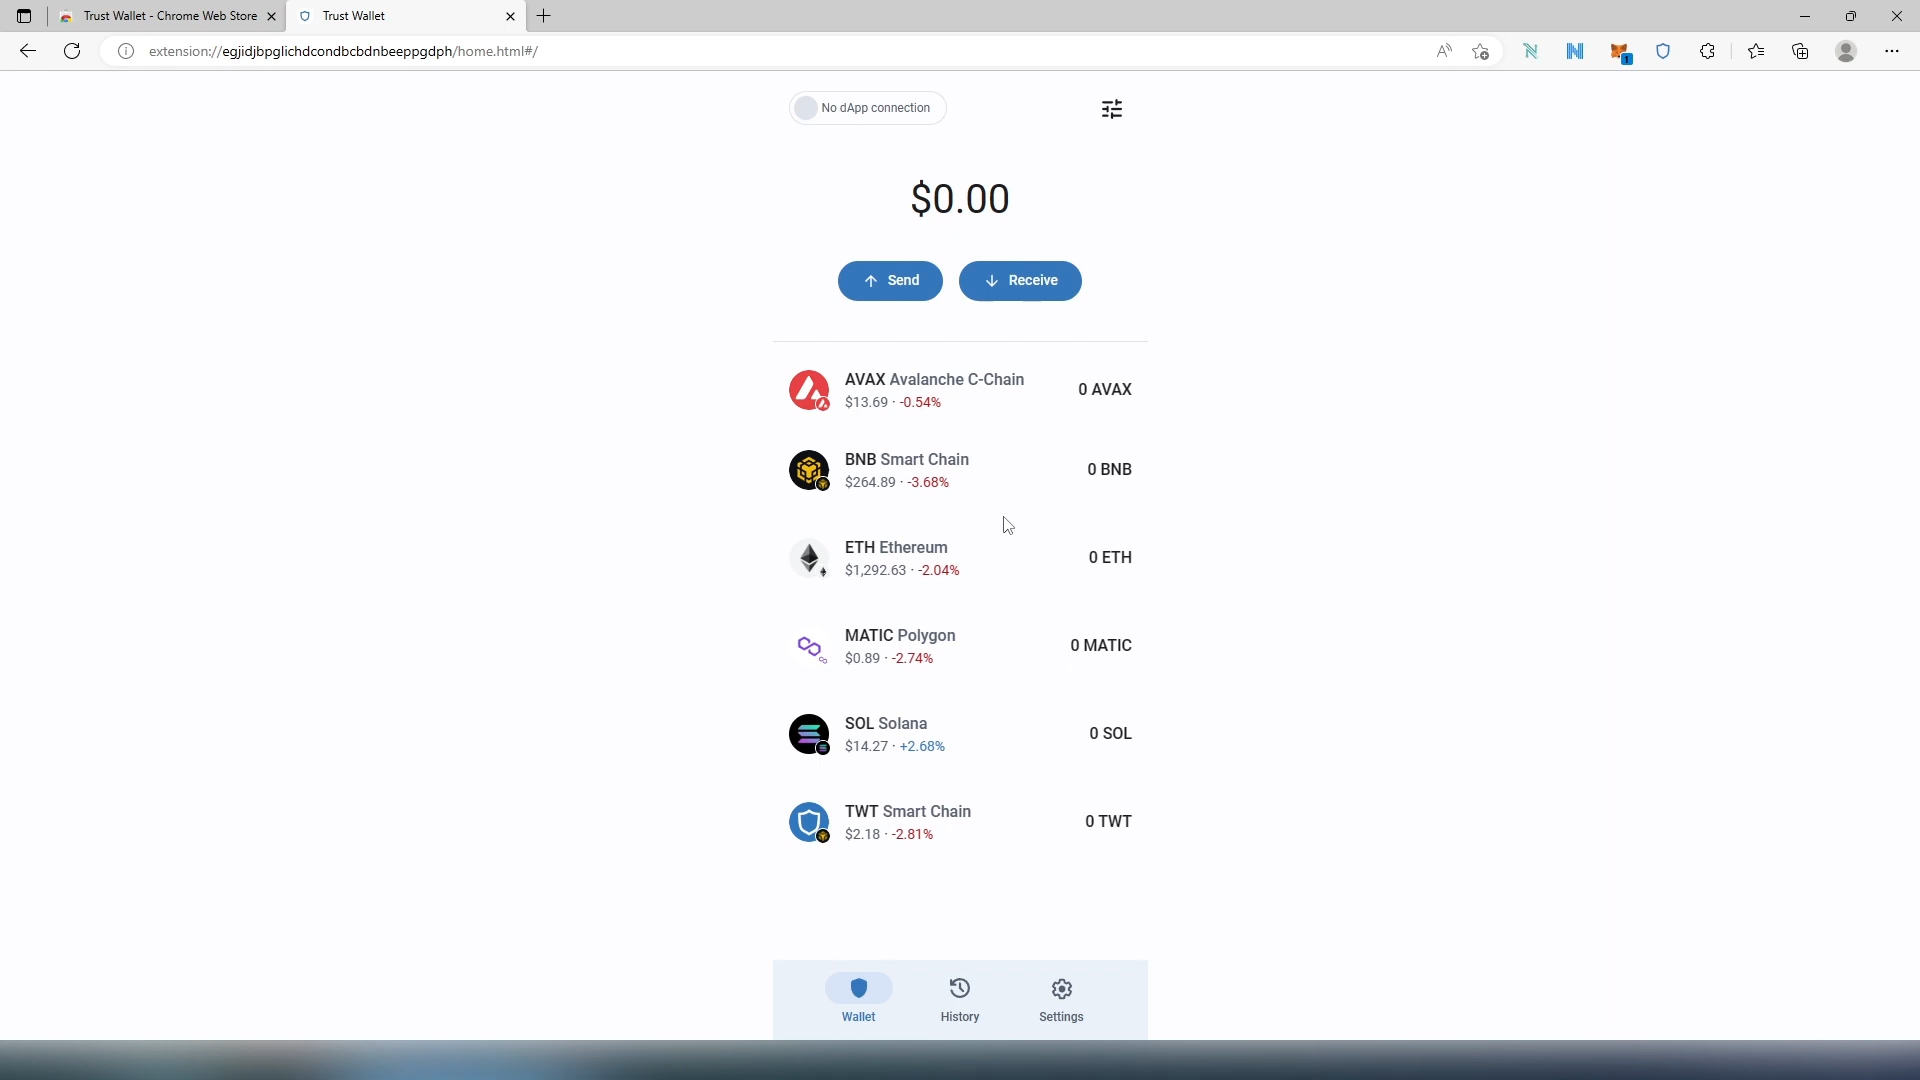 Trust Wallet - Chrome Web Store
Trust Wallet
extension://egjidjbpglichdcondbcbdnbeeppgdph/home.html#/
1
No dApp connection
$0.00
Send
Receive
AVAX Avalanche C-Chain
$13.69 · -0.54%
0 AVAX
BNB Smart Chain
$264.89 · -3.68%
0 BNB
ETH Ethereum
$1,292.63 · -2.04%
0 ETH
MATIC Polygon
$0.89 · -2.74%
0 MATIC
SOL Solana
$14.27 · +2.68%
0 SOL
TWT Smart Chain
$2.18 · -2.81%
0 TWT
Wallet
History
Settings